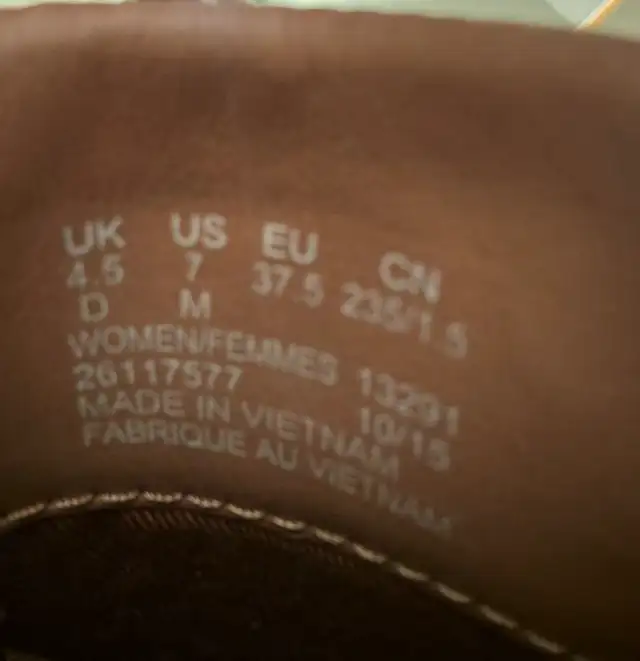 UK US EU CN
4.5 7 37.5 235/1.5
D M
WOMEN/FEMMES 13291
26117577 10/15
MADE IN VIETNAM
FABRIQUE AU VIETNAM